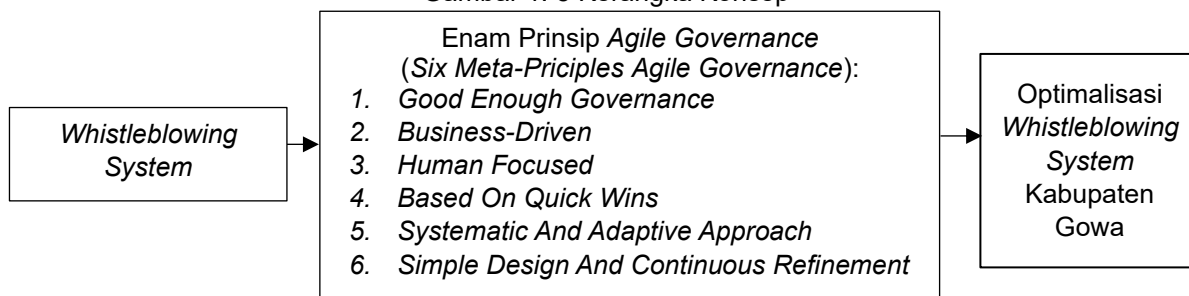 Gambar Kerangka Konsep
Whistleblowing
System
Enam Prinsip Agile Governance
(Six Meta-Priciples Agile Governance):
1. Good Enough Governance
2. Business-Driven
3. Human Focused
4. Based On Quick Wins
5. Systematic And Adaptive Approach
6. Simple Design And Continuous Refinement
Optimalisasi
Whistleblowing
System
Kabupaten
Gowa